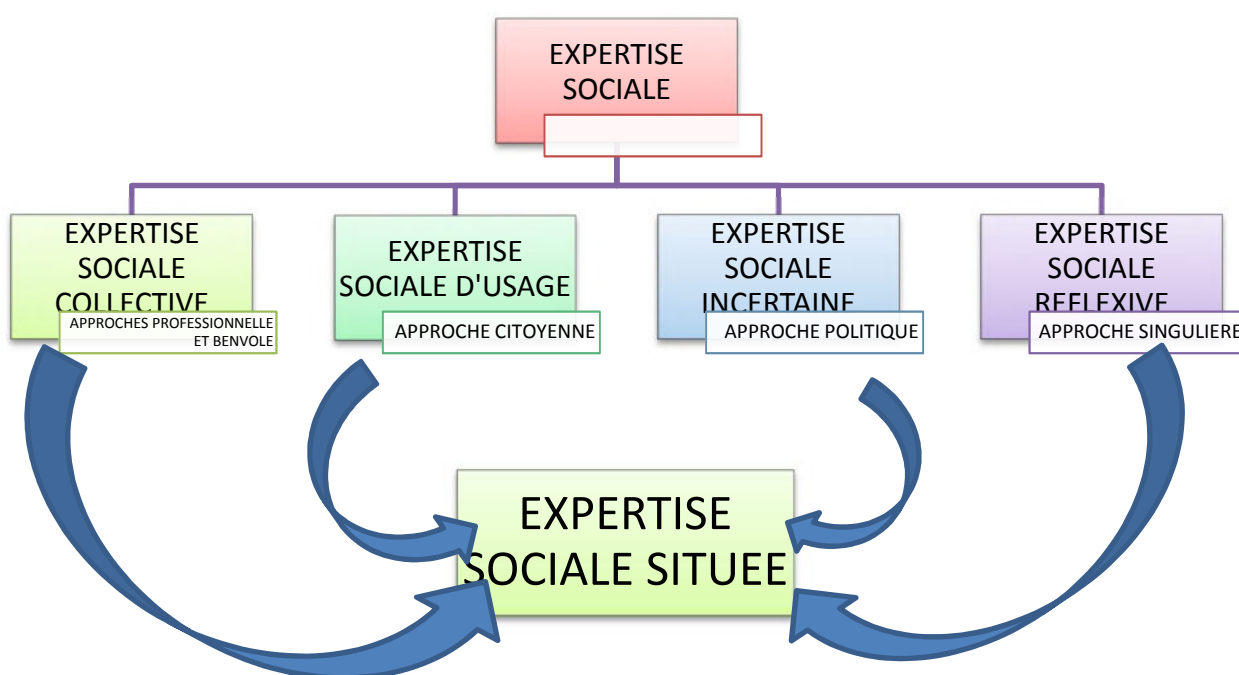 EXPERTISE
SOCIALE
EXPERTISE
SOCIALE
COLLECTIVE
APPROCHES PROFESSIONNELLE
ET BENVOLE
EXPERTISE
SOCIALE D'USAGE
APPROCHE CITOYENNE
EXPERTISE
SOCIALE
INCERTAINE
APPROCHE POLITIQUE
EXPERTISE
SOCIALE
REFLEXIVE
APPROCHE SINGULIERE
EXPERTISE
SOCIALE SITUEE